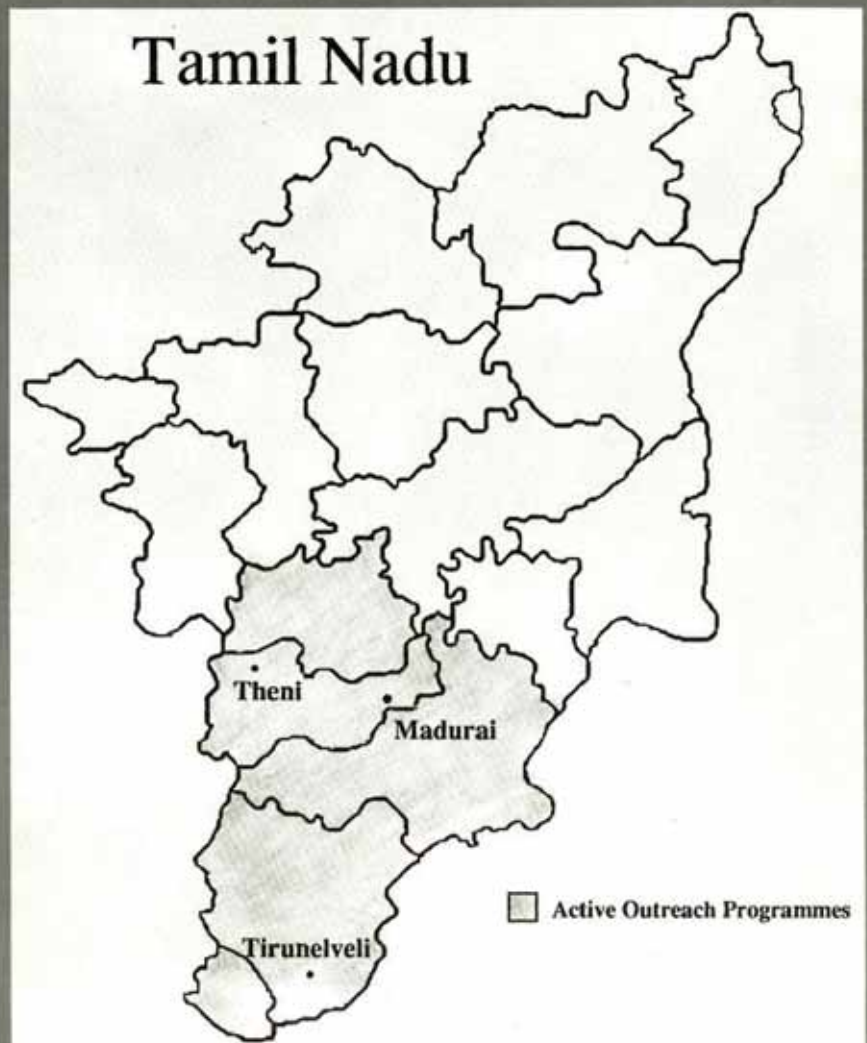 Tamil Nadu
Theni
Madurai
Active Outreach Programmes
Tirunelveli